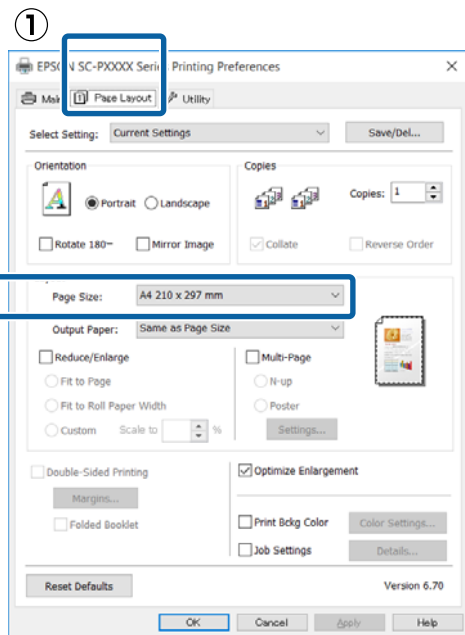 ①
EPSON SC-PXXXX Series Printing Preferences
Main Page Layout Utility
Select Setting: Current Settings Save/Del...
Orientation Copies
Portrait Landscape Copies: 1
Rotate 180° Mirror Image Collate Reverse Order
Page Size: A4 210 x 297 mm
Output Paper: Same as Page Size
Reduce/Enlarge Multi-Page
Fit to Page N-up
Fit to Roll Paper Width Poster
Custom Scale to % Settings...
Double-Sided Printing Optimize Enlargement
Margins...
Folded Booklet Print Bckg Color Color Settings...
Job Settings Details...
Reset Defaults Version 6.70
OK Cancel Apply Help